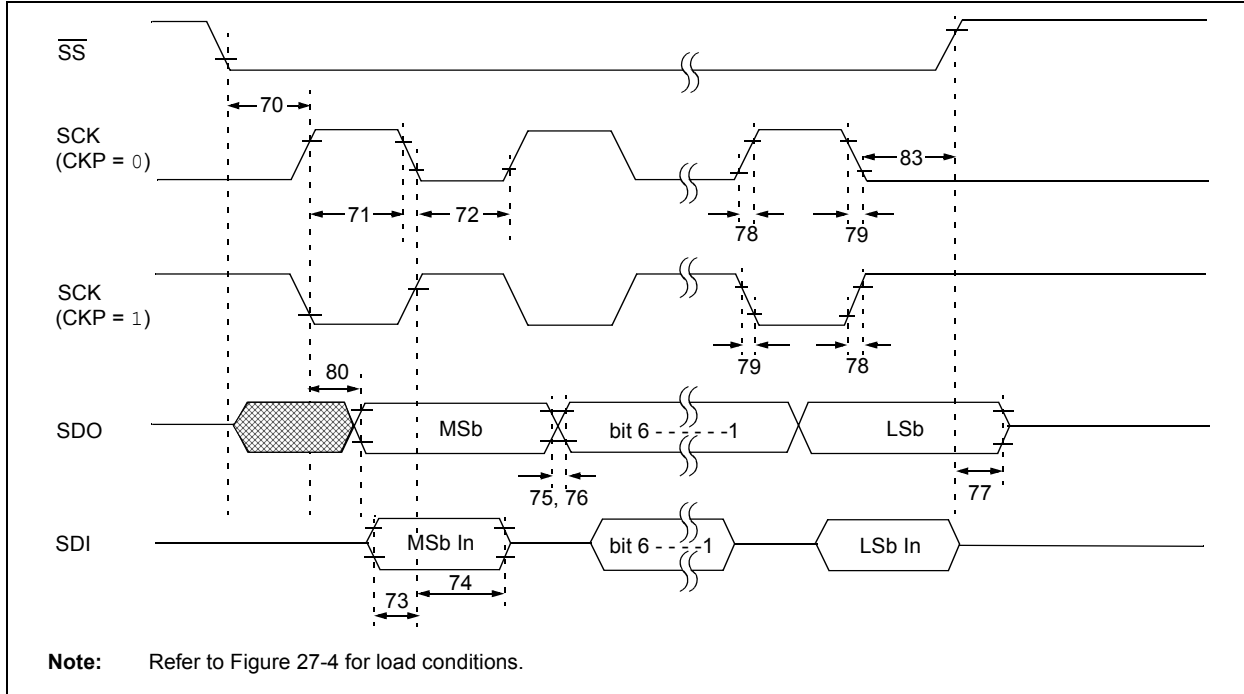 SS
70
SCK
(CKP = 0)
83
71
72
78
79
SCK
(CKP = 1)
79
78
80
SDO
MSb
bit 6 - - - - - -1
LSb
75, 76
77
SDI
MSb In
bit 6 - - - -1
LSb In
74
73
Note: Refer to Figure 27-4 for load conditions.